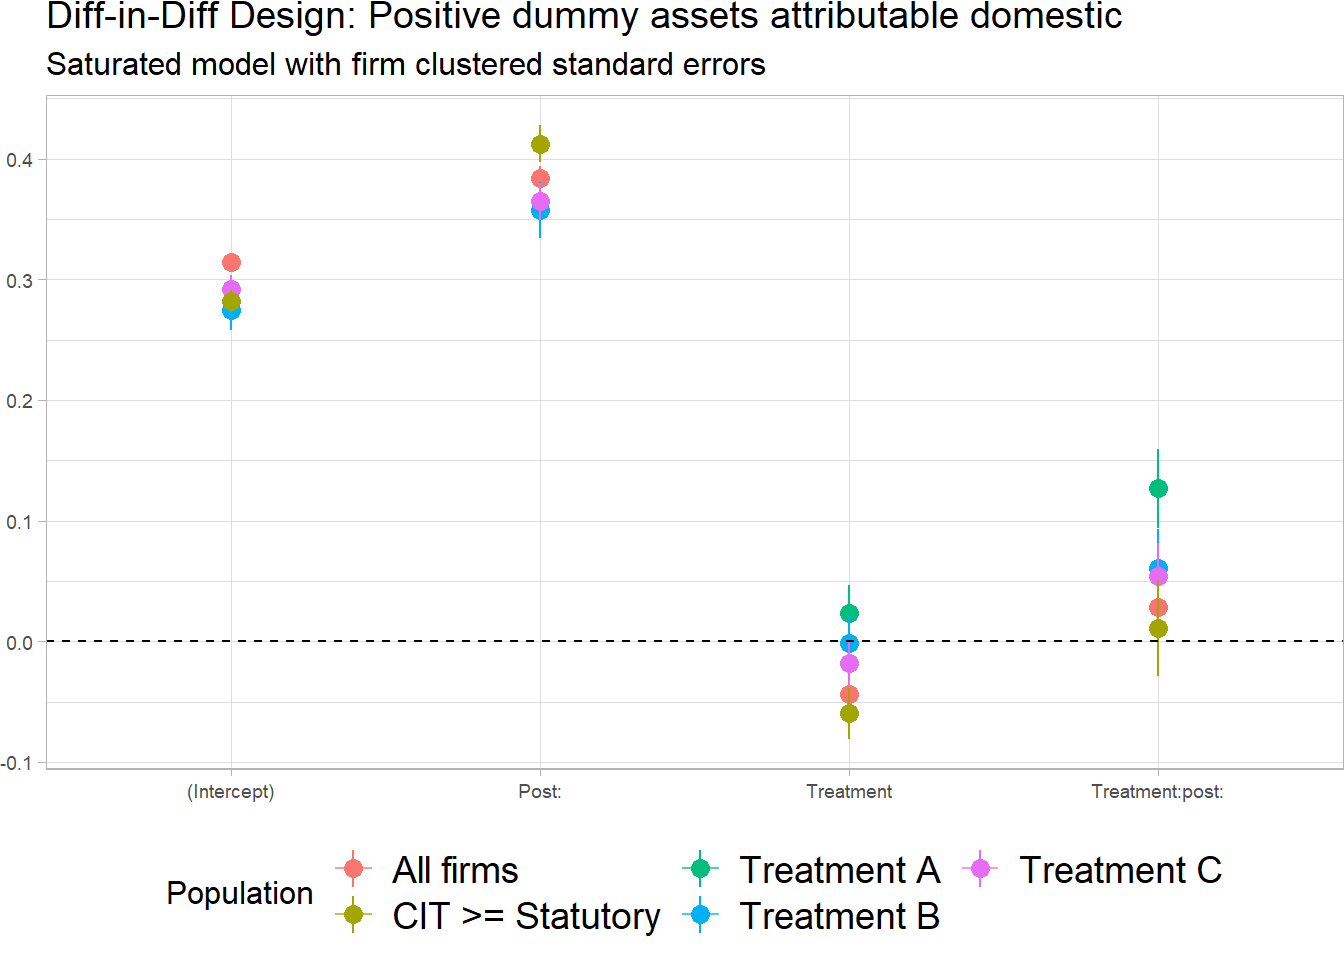 Diff-in-Diff Design: Positive dummy assets attributable domestic
Saturated model with firm clustered standard errors
0.4
0.3
0.2
0.1
0.0
-0.1
(Intercept) Post: Treatment Treatment:post:
Population
All firms Treatment A Treatment C
CIT >= Statutory Treatment B